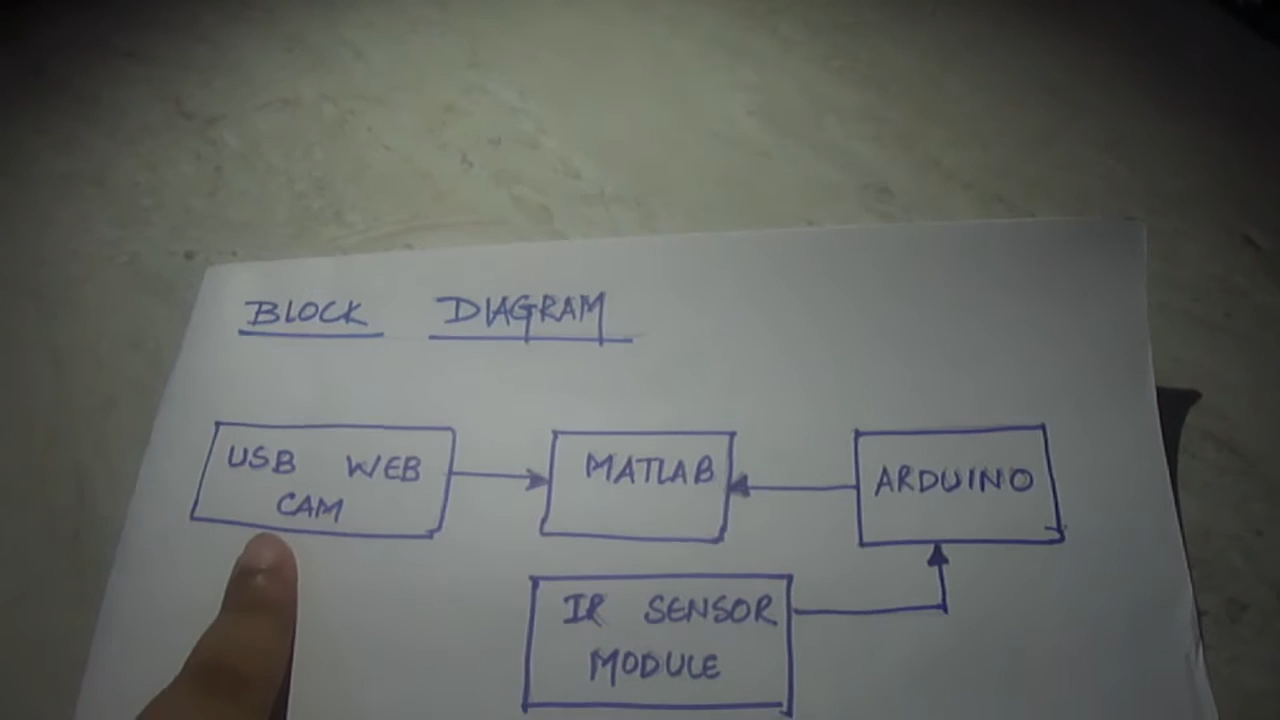 BLOCK DIAGRAM
USB WEB
CAM
MATLAB
ARDUINO
IR SENSOR
MODULE